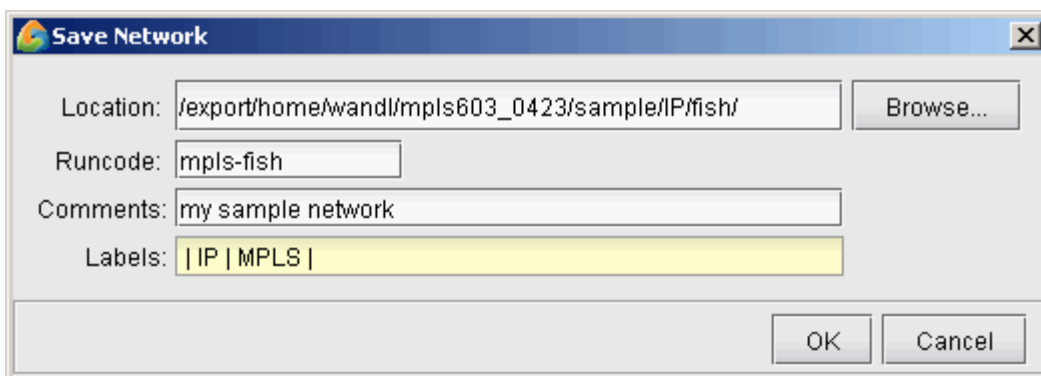 Save Network
Location: /export/home/wandl/mpls603_0423/sample/IP/fish/ Browse...
Runcode: mpls-fish
Comments: my sample network
Labels: | IP | MPLS |
OK Cancel